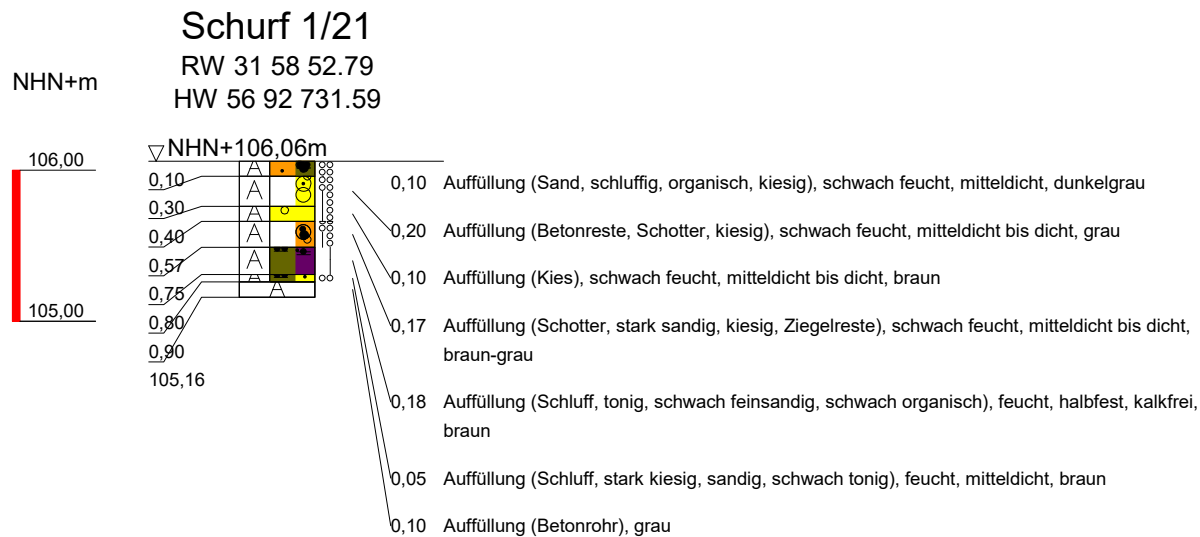 Schurf 1/21
RW 31 58 52.79
HW 56 92 731.59
NHN+m
NHN+106,06m
106,00
105,00
0,10
0,30
0,40
0,57
0,75
0,80
0,90
105,16
A
A
A
A
A
A
A
0,10 Auffüllung (Sand, schluffig, organisch, kiesig), schwach feucht, mitteldicht, dunkelgrau
0,20 Auffüllung (Betonreste, Schotter, kiesig), schwach feucht, mitteldicht bis dicht, grau
0,10 Auffüllung (Kies), schwach feucht, mitteldicht bis dicht, braun
0,17 Auffüllung (Schotter, stark sandig, kiesig, Ziegelreste), schwach feucht, mitteldicht bis dicht,
braun-grau
0,18 Auffüllung (Schluff, tonig, schwach feinsandig, schwach organisch), feucht, halbfest, kalkfrei,
braun
0,05 Auffüllung (Schluff, stark kiesig, sandig, schwach tonig), feucht, mitteldicht, braun
0,10 Auffüllung (Betonrohr), grau